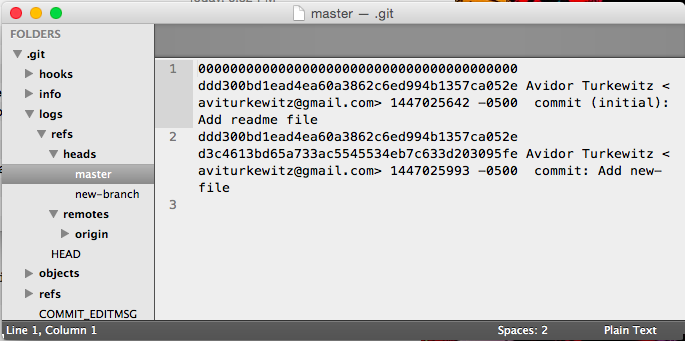 master — .git
FOLDERS
.git
hooks
info
logs
refs
heads
master
new-branch
remotes
origin
HEAD
objects
refs
COMMIT_EDITMSG
1 0000000000000000000000000000000000000000
ddd300bd1ead4ea60a3862c6ed994b1357ca052e Avidor Turkewitz <
aviturkewitz@gmail.com> 1447025642 -0500 commit (initial):
Add readme file
2 ddd300bd1ead4ea60a3862c6ed994b1357ca052e
d3c4613bd65a733ac5545534eb7c633d203095fe Avidor Turkewitz <
aviturkewitz@gmail.com> 1447025993 -0500 commit: Add new-
file
3
Line 1, Column 1
Spaces: 2
Plain Text